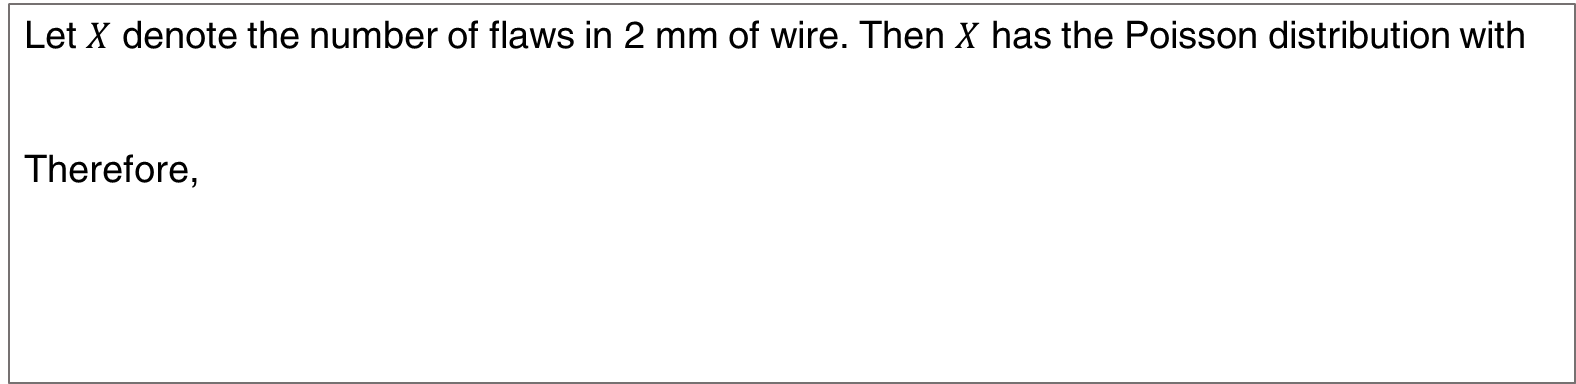 Let X denote the number of flaws in 2 mm of wire. Then X has the Poisson distribution with
Therefore,